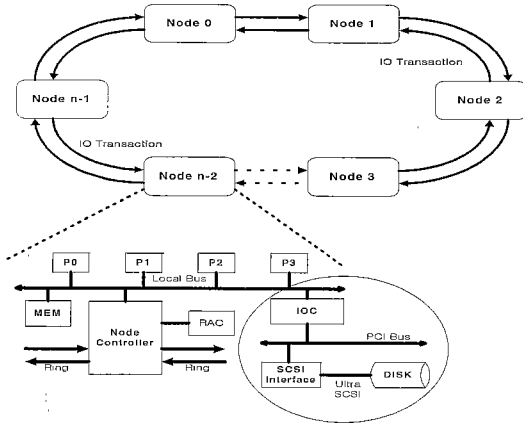 Node 0
Node 1
IO Transaction
Node n-1
Node 2
IO Transaction
Node n-2
Node 3
P0
P1
P2
P3
Local Bus
MEM
Node
Controller
RAC
IOC
PCI Bus
Ring
Ring
SCSI
Interface
Ultra
SCSI
DISK